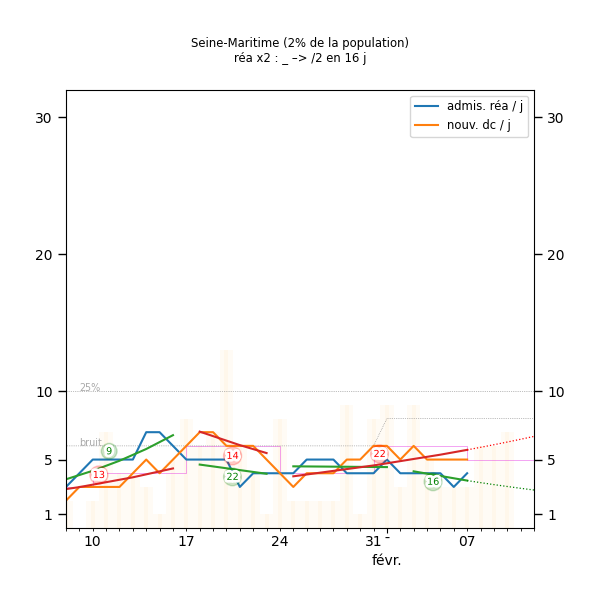 Seine-Maritime (2% de la population)
réa x2 : _ –> /2 en 16 j
admis. réa / j
nouv. dc / j
30 30
20 20
10 10
25%
bruit
5 5
1 1
9
13
14
22
22
16
10 17 24 31 07
févr.